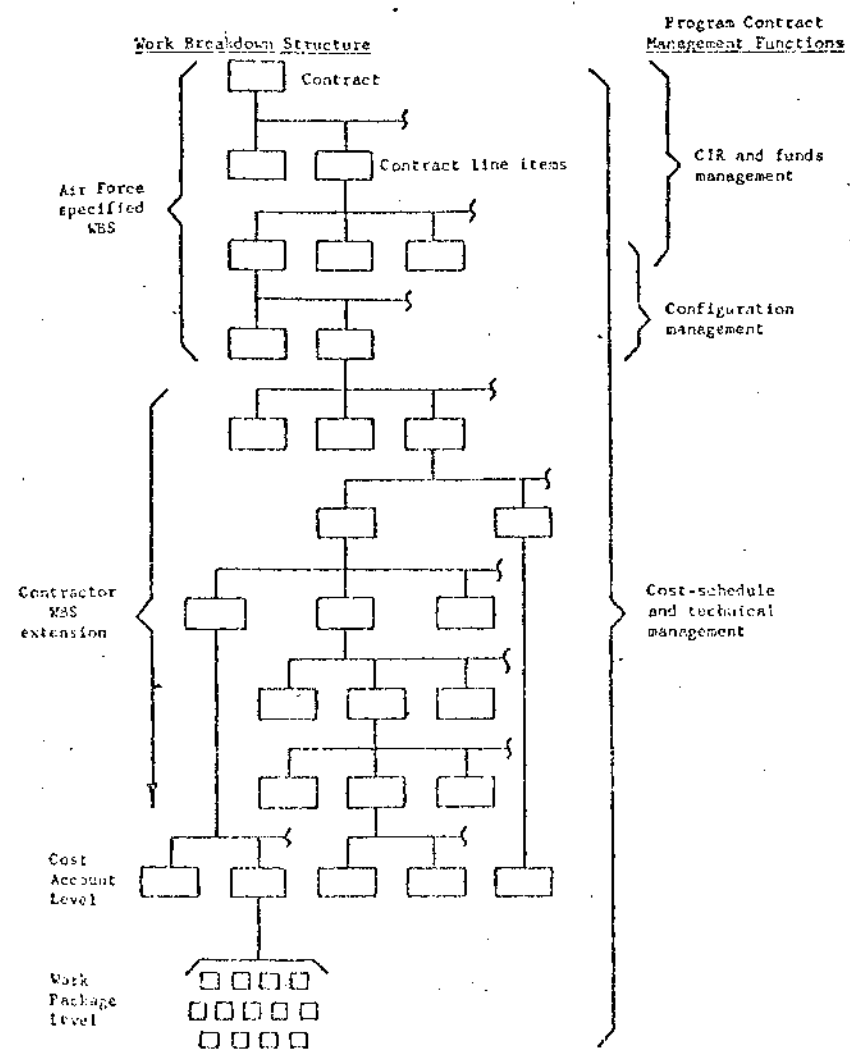 Program Contract
Management Functions
Work Breakdown Structure
Contract
Contract line items
CIR and funds
management
Air Force
specified
WBS
Configuration
management
Contractor
WBS
extension
Cost-schedule
and technical
management
Cost
Account
Level
Work
Package
Level